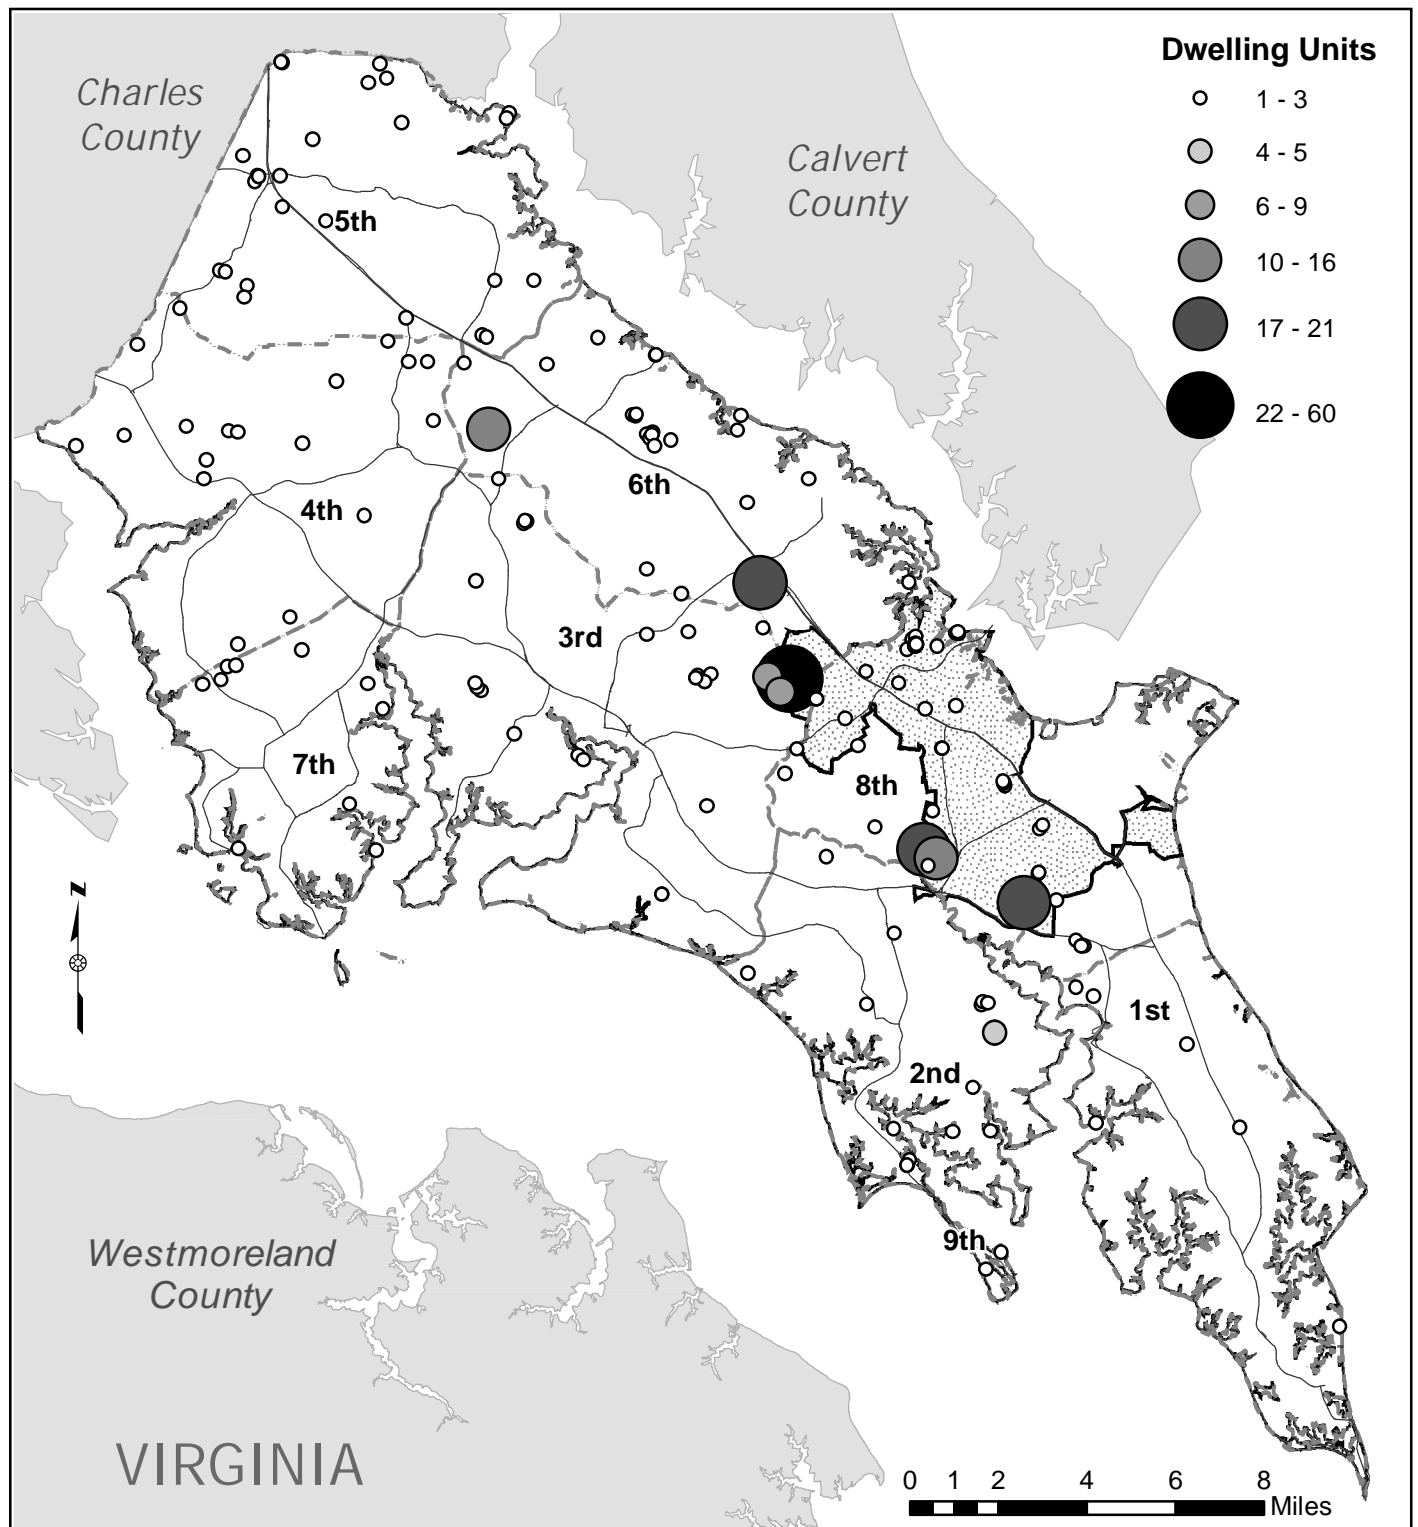 Dwelling Units
1 - 3
4 - 5
6 - 9
10 - 16
17 - 21
22 - 60
Charles
County
Calvert
County
5th
6th
4th
3rd
7th
8th
N
1st
2nd
9th
Westmoreland
County
VIRGINIA
0 1 2 4 6 8
Miles